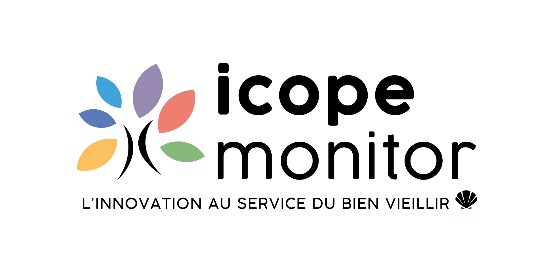 icope
monitor
L'INNOVATION AU SERVICE DU BIEN VIEILLIR